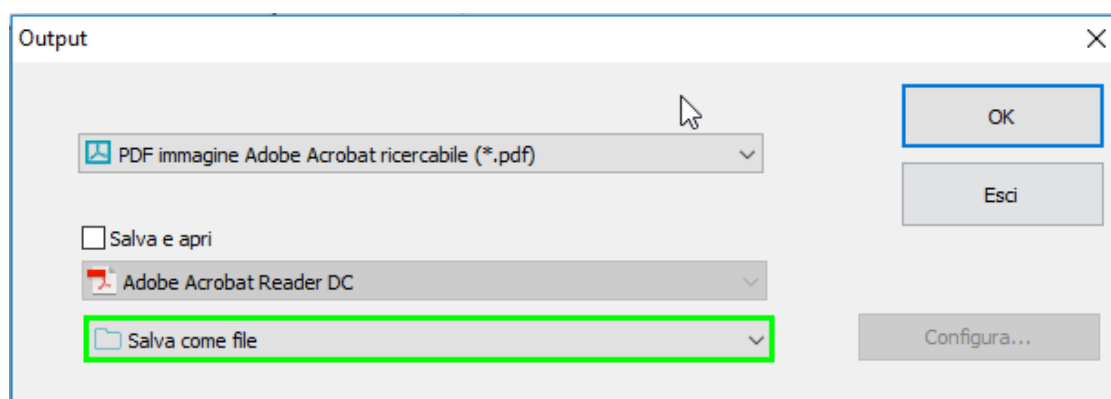 Output
OK
PDF immagine Adobe Acrobat ricercabile (*.pdf)
Esci
Salva e apri
Adobe Acrobat Reader DC
Salva come file
Configura...